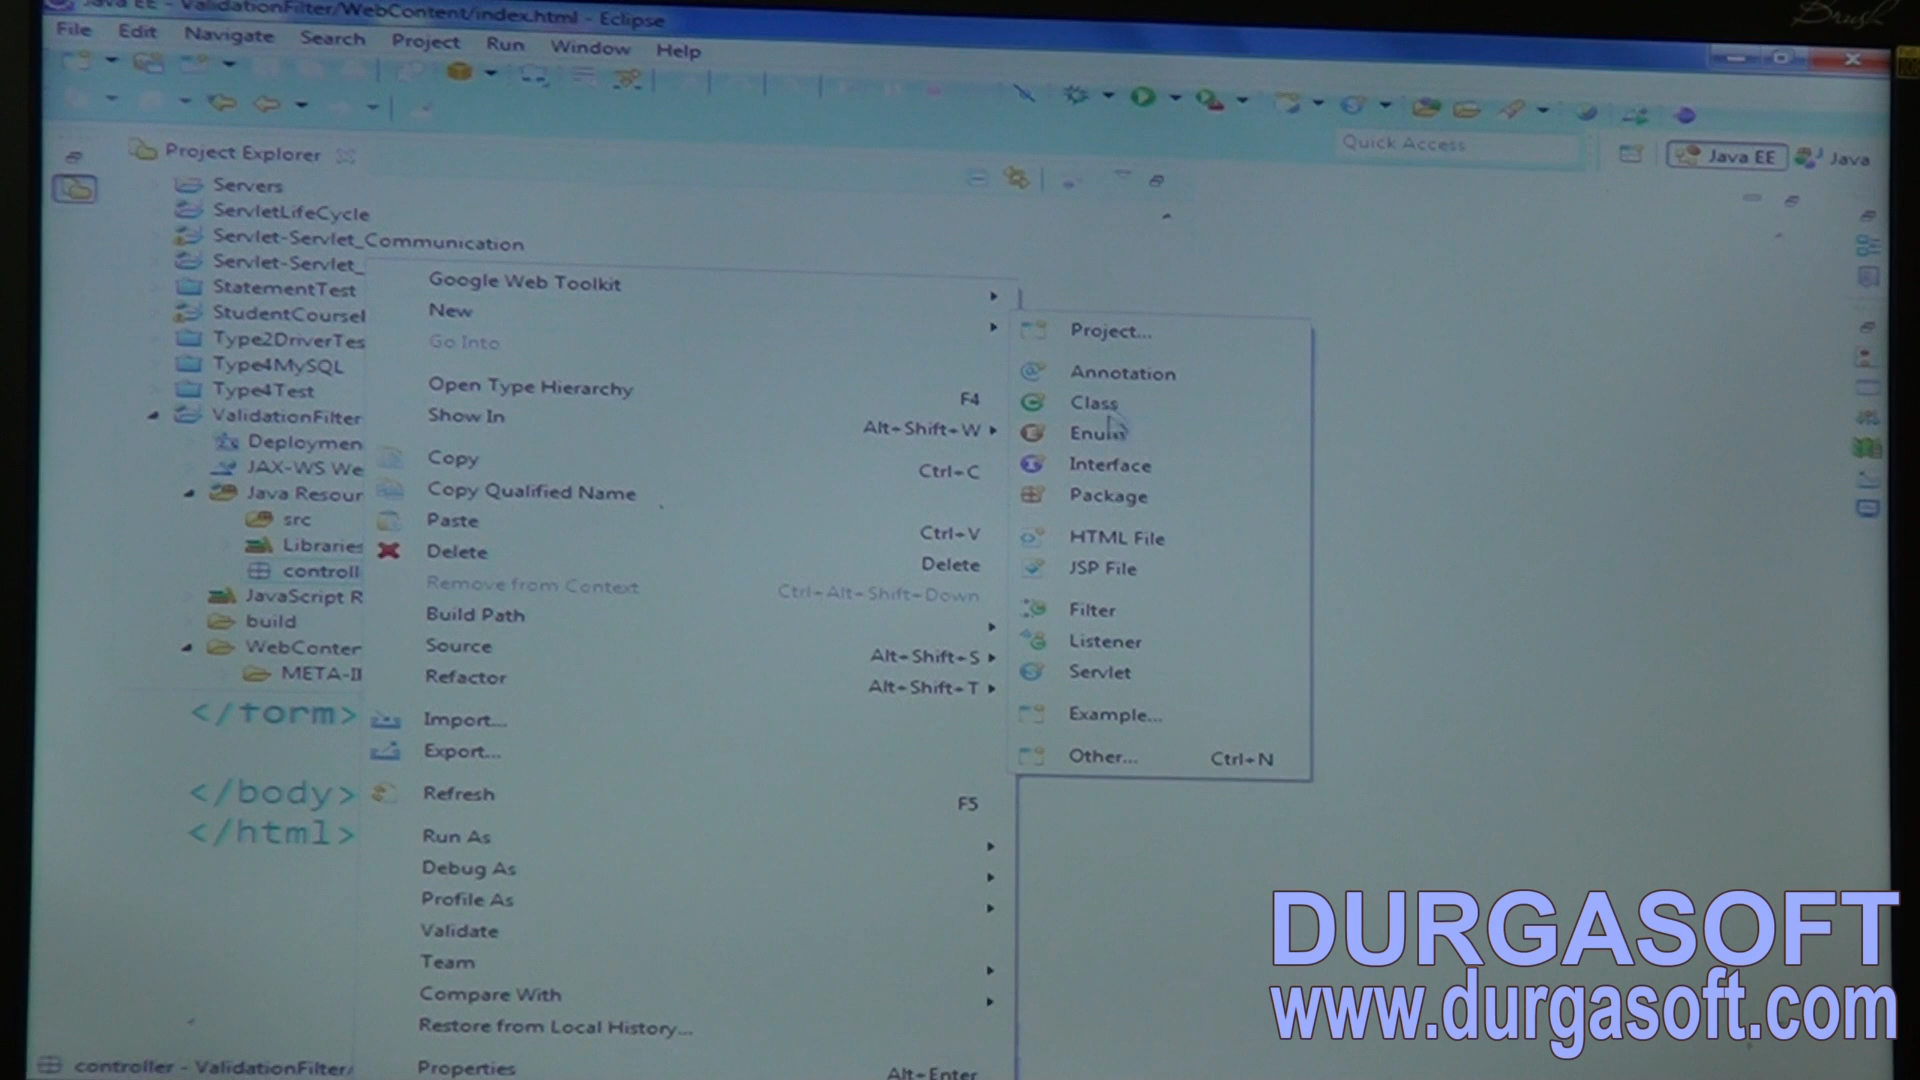 Java EE - ValidationFilter/WebContent/index.html - Eclipse
File Edit Navigate Search Project Run Window Help
Quick Access
Java EE
Java
Project Explorer
Servers
ServletLifeCycle
Servlet-Servlet_Communication
Servlet-Servlet_
StatementTest
StudentCourseI
Type2DriverTes
Type4MySQL
Type4Test
ValidationFilter
Deploymen
JAX-WS We
Java Resour
src
Libraries
controll
JavaScript R
build
WebConter
META-II
</form>
</body>
</html>
Google Web Toolkit
New
Go Into
Open Type Hierarchy F4
Show In Alt+Shift+W
Copy Ctrl+C
Copy Qualified Name
Paste Ctrl+V
Delete Delete
Remove from Context Ctrl+Alt+Shift+Down
Build Path
Source Alt+Shift+S
Refactor Alt+Shift+T
Import...
Export...
Refresh F5
Run As
Debug As
Profile As
Validate
Team
Compare With
Restore from Local History...
Properties Alt+Enter
Project...
Annotation
Class
Enum
Interface
Package
HTML File
JSP File
Filter
Listener
Servlet
Example...
Other... Ctrl+N
controller - ValidationFilter/
DURGASOFT
www.durgasoft.com